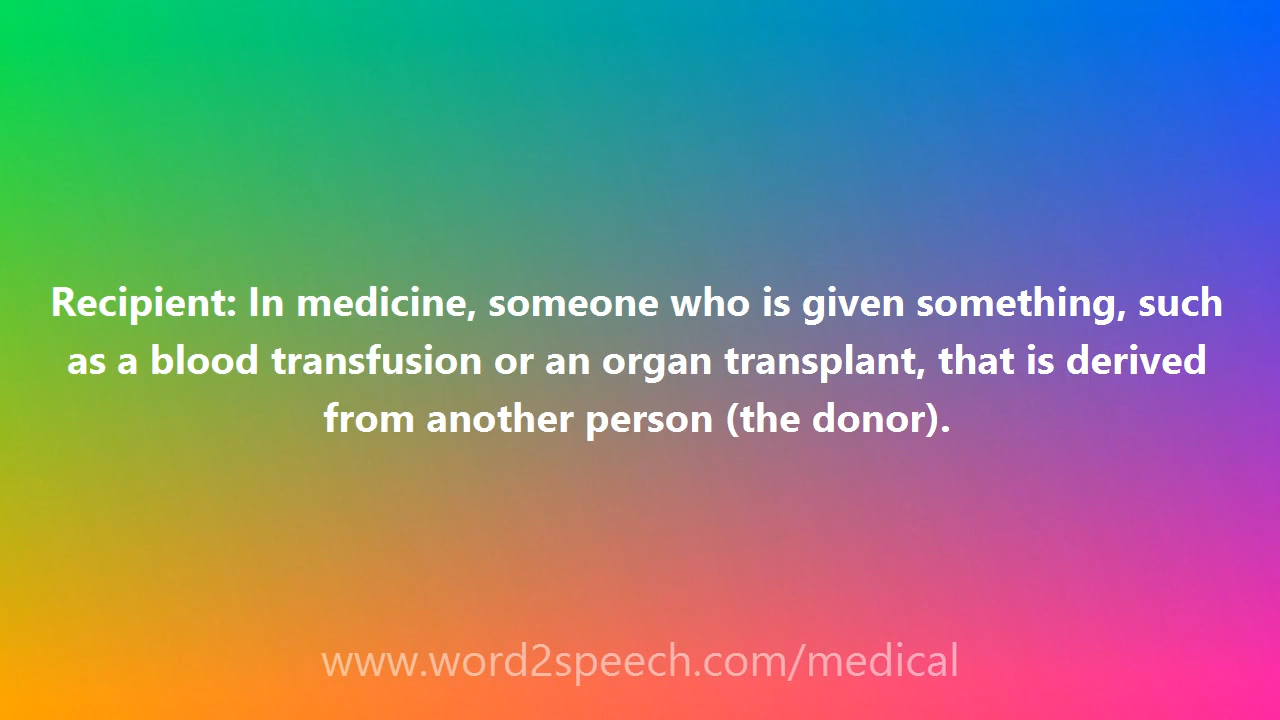 Recipient: In medicine, someone who is given something, such
as a blood transfusion or an organ transplant, that is derived
from another person (the donor).
www.word2speech.com/medical